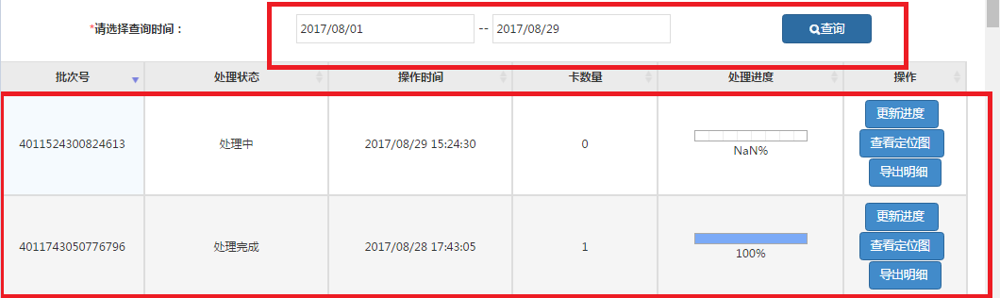 *请选择查询时间：
2017/08/01 -- 2017/08/29 查询
批次号 处理状态 操作时间 卡数量 处理进度 操作
4011524300824613 处理中 2017/08/29 15:24:30 0 NaN% 更新进度
查看定位图
导出明细
4011743050776796 处理完成 2017/08/28 17:43:05 1 100% 更新进度
查看定位图
导出明细